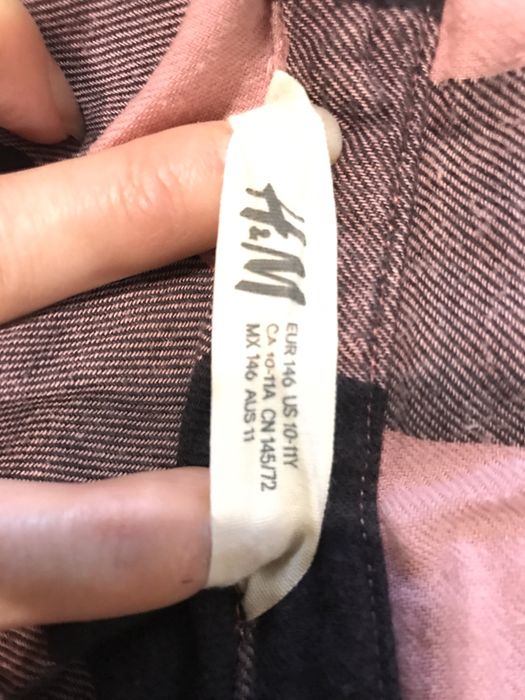 H&M
EUR 146 US 10-11Y
CA 10-11A CN 145/72
MX 146 AUS 11